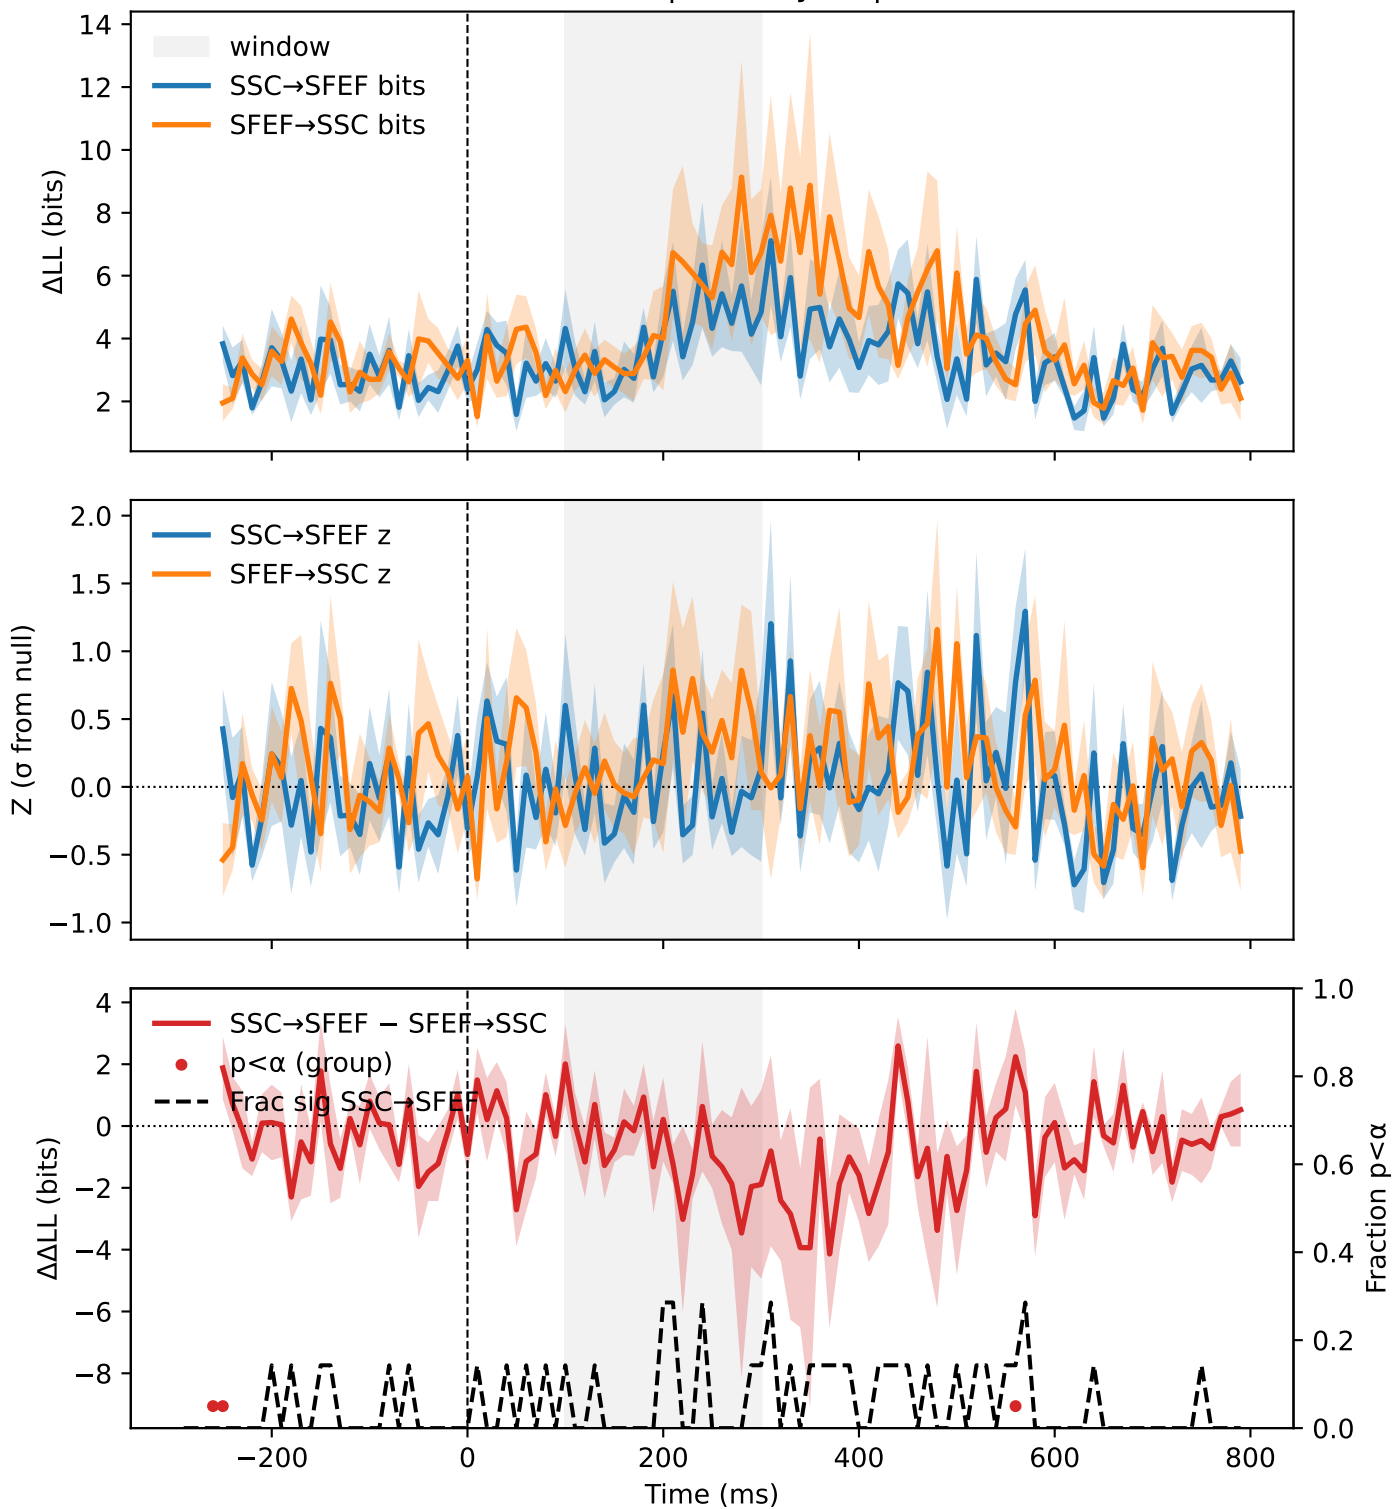 14
12
10
8
6
4
2
ΔLL (bits)
window
SSC→SFEF bits
SFEF→SSC bits
2.0
1.5
1.0
0.5
0.0
−0.5
−1.0
Z (σ from null)
SSC→SFEF z
SFEF→SSC z
4
2
0
−2
−4
−6
−8
ΔΔLL (bits)
SSC→SFEF − SFEF→SSC
p<α (group)
Frac sig SSC→SFEF
1.0
0.8
0.6
0.4
0.2
0.0
Fraction p<α
−200
0
200
400
600
800
Time (ms)